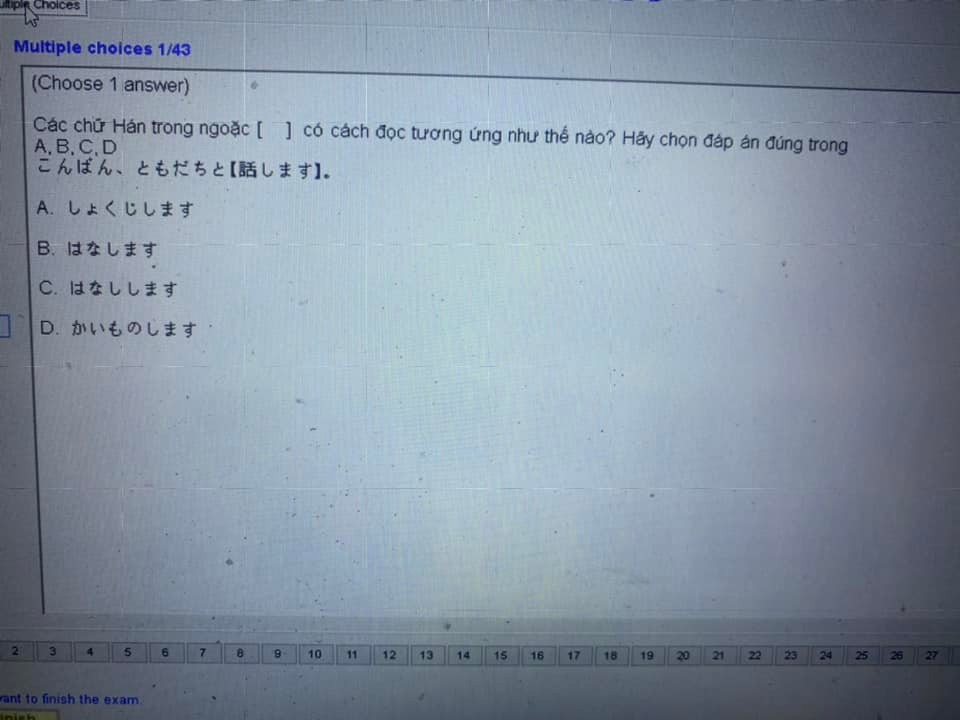 Choices
Multiple choices 1/43
(Choose 1 answer)
Các chữ Hán trong ngoặc [ ] có cách đọc tương ứng như thế nào? Hãy chọn đáp án đúng trong
A, B, C, D
こんばん、ともだちと【話します】。
A. しょくじします
B. はなします
C. はなしします
D. かいものします
2 3 4 5 6 7 8 9 10 11 12 13 14 15 16 17 18 19 20 21 22 23 24 25 26 27
to finish the exam.